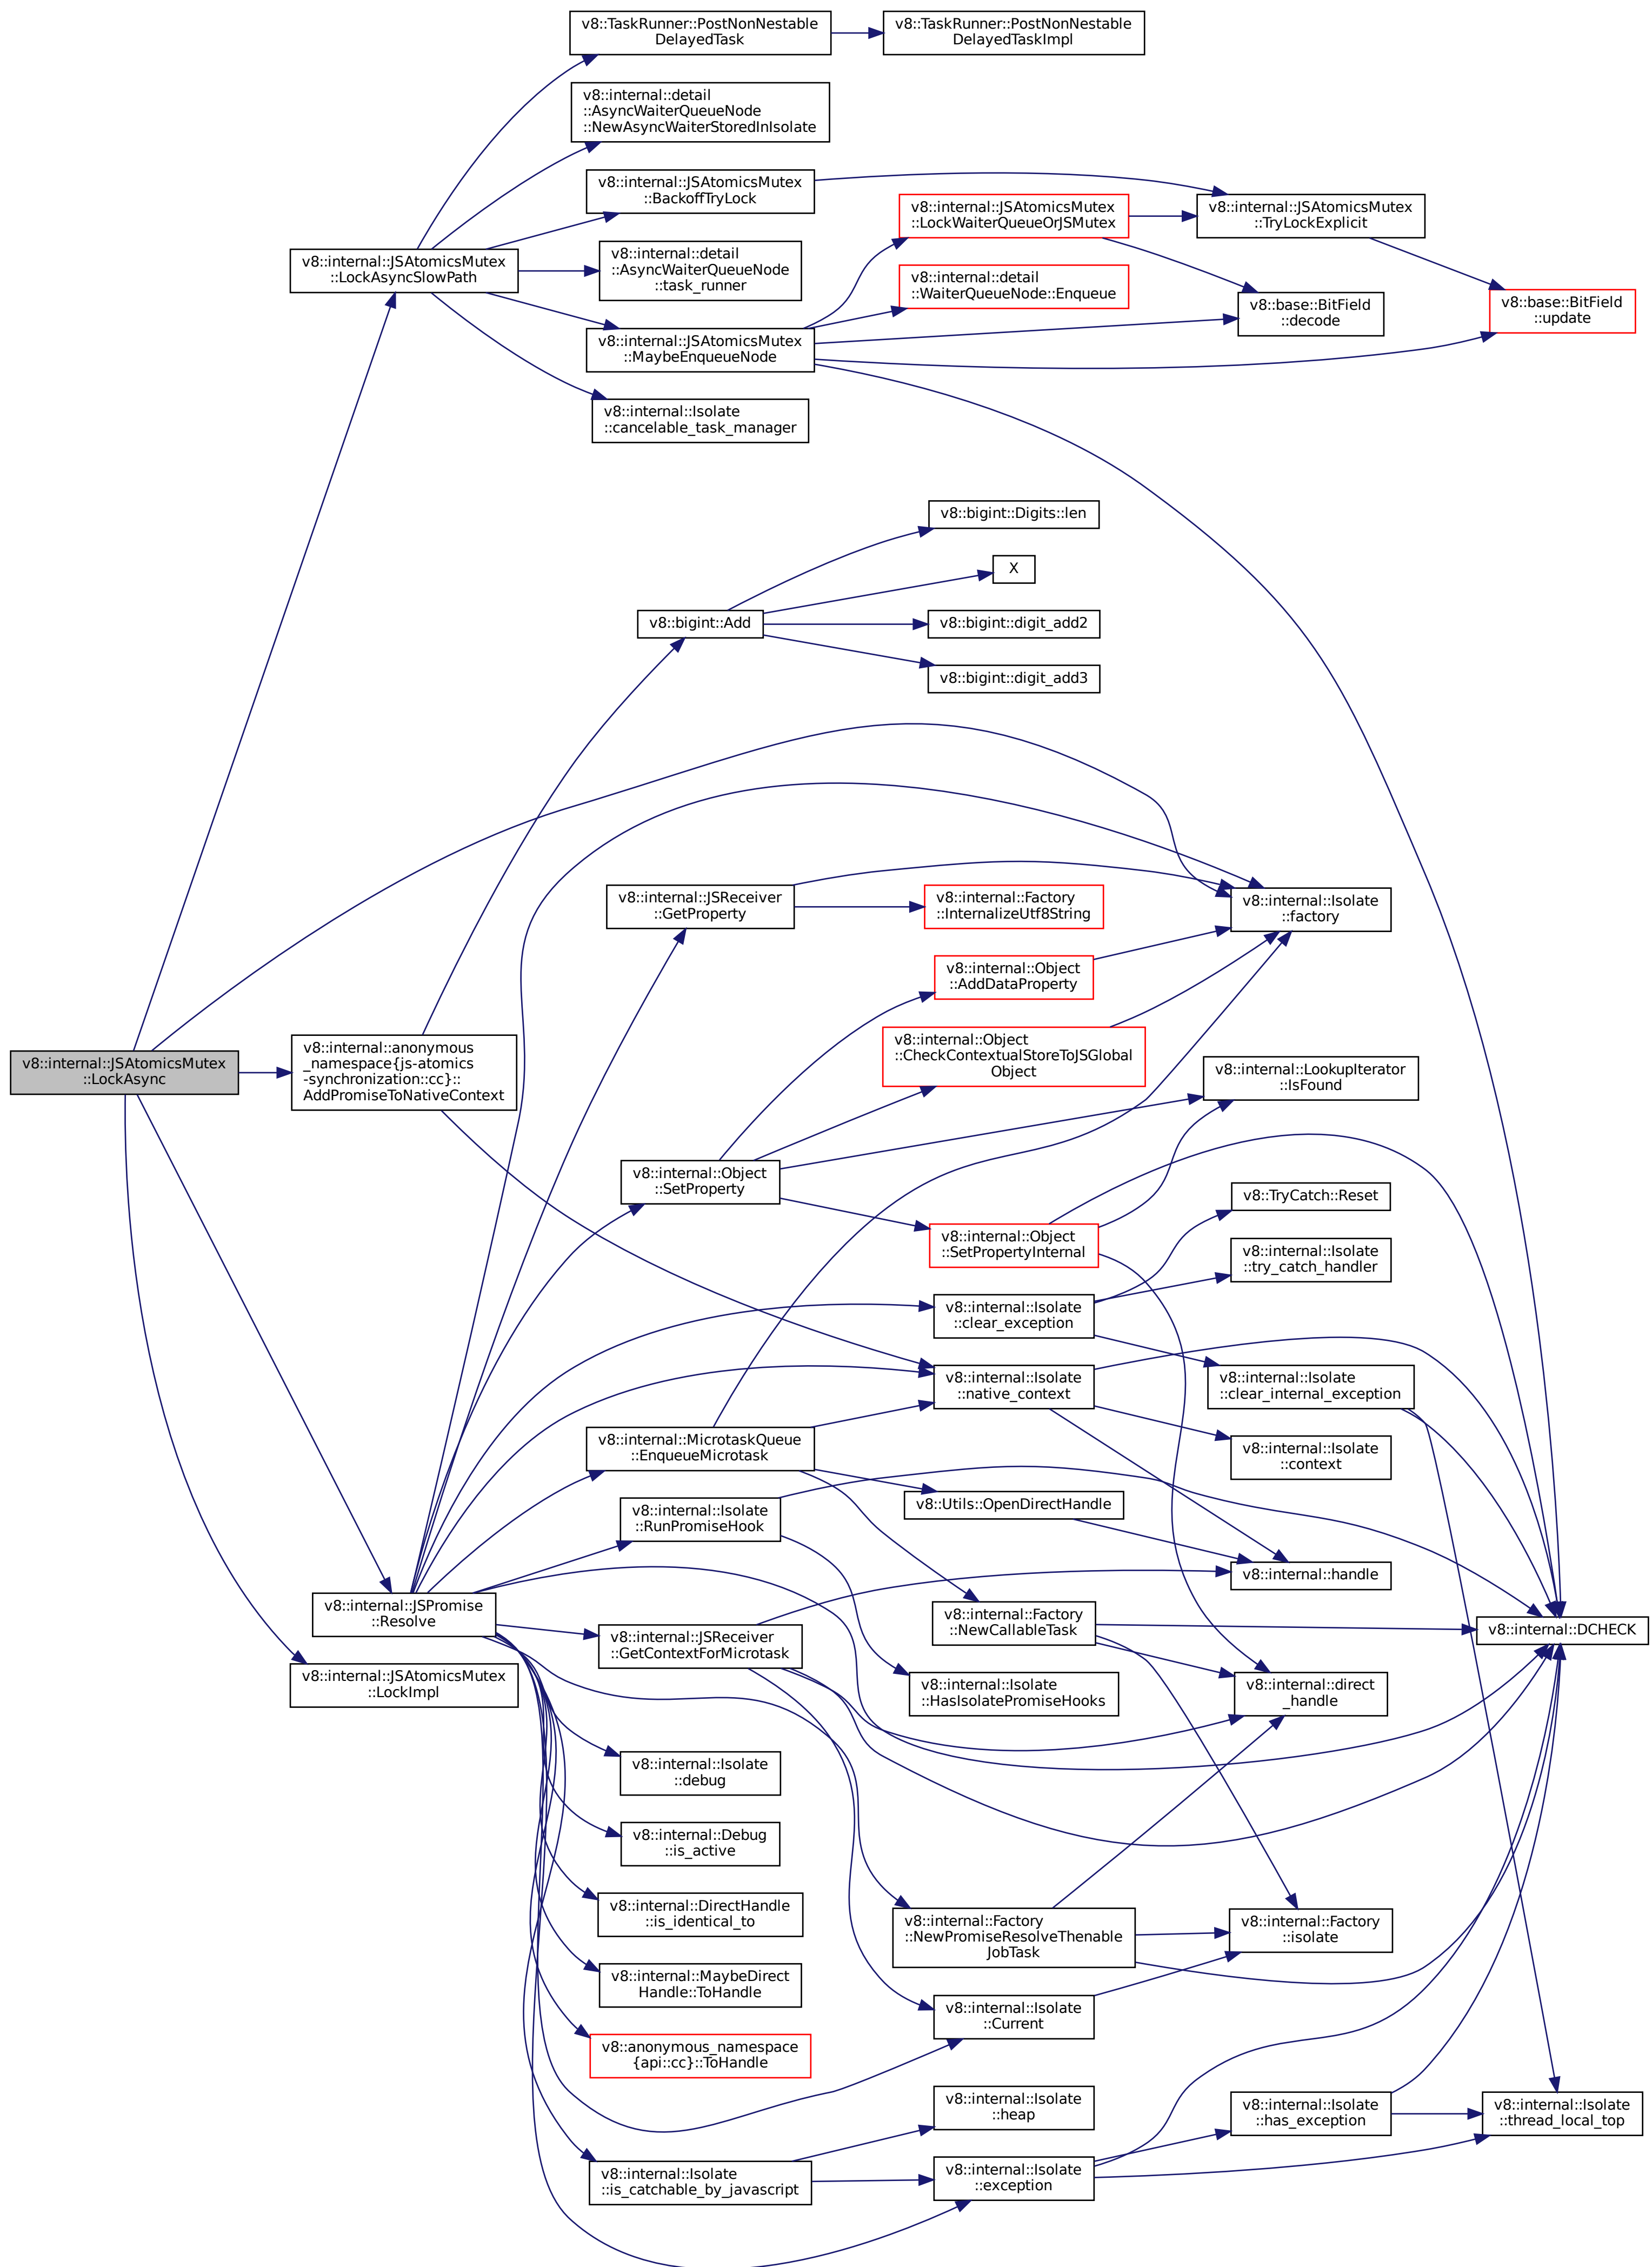 v8::TaskRunner::PostNonNestable
DelayedTask
v8::TaskRunner::PostNonNestable
DelayedTaskImpl
v8::internal::detail
::AsyncWaiterQueueNode
::NewAsyncWaiterStoredInIsolate
v8::internal::JSAtomicsMutex
::BackoffTryLock
v8::internal::JSAtomicsMutex
::LockWaiterQueueOrJSMutex
v8::internal::JSAtomicsMutex
::TryLockExplicit
v8::internal::JSAtomicsMutex
::LockAsyncSlowPath
v8::internal::detail
::AsyncWaiterQueueNode
::task_runner
v8::internal::detail
::WaiterQueueNode::Enqueue
v8::base::BitField
::decode
v8::base::BitField
::update
v8::internal::JSAtomicsMutex
::MaybeEnqueueNode
v8::internal::Isolate
::cancelable_task_manager
v8::bigint::Digits::len
X
v8::bigint::Add
v8::bigint::digit_add2
v8::bigint::digit_add3
v8::internal::JSReceiver
::GetProperty
v8::internal::Factory
::InternalizeUtf8String
v8::internal::Isolate
::factory
v8::internal::Object
::AddDataProperty
v8::internal::Object
::CheckContextualStoreToJSGlobal
Object
v8::internal::JSAtomicsMutex
::LockAsync
v8::internal::anonymous
_namespace{js-atomics
-synchronization::cc}::
AddPromiseToNativeContext
v8::internal::LookupIterator
::IsFound
v8::internal::Object
::SetProperty
v8::TryCatch::Reset
v8::internal::Object
::SetPropertyInternal
v8::internal::Isolate
::try_catch_handler
v8::internal::Isolate
::clear_exception
v8::internal::Isolate
::native_context
v8::internal::Isolate
::clear_internal_exception
v8::internal::MicrotaskQueue
::EnqueueMicrotask
v8::internal::Isolate
::context
v8::Utils::OpenDirectHandle
v8::internal::Isolate
::RunPromiseHook
v8::internal::handle
v8::internal::JSPromise
::Resolve
v8::internal::Factory
::NewCallableTask
v8::internal::DCHECK
v8::internal::JSReceiver
::GetContextForMicrotask
v8::internal::JSAtomicsMutex
::LockImpl
v8::internal::Isolate
::HasIsolatePromiseHooks
v8::internal::direct
_handle
v8::internal::Isolate
::debug
v8::internal::Debug
::is_active
v8::internal::DirectHandle
::is_identical_to
v8::internal::Factory
::NewPromiseResolveThenable
JobTask
v8::internal::Factory
::isolate
v8::internal::MaybeDirect
Handle::ToHandle
v8::internal::Isolate
::Current
v8::anonymous_namespace
{api::cc}::ToHandle
v8::internal::Isolate
::heap
v8::internal::Isolate
::has_exception
v8::internal::Isolate
::thread_local_top
v8::internal::Isolate
::is_catchable_by_javascript
v8::internal::Isolate
::exception